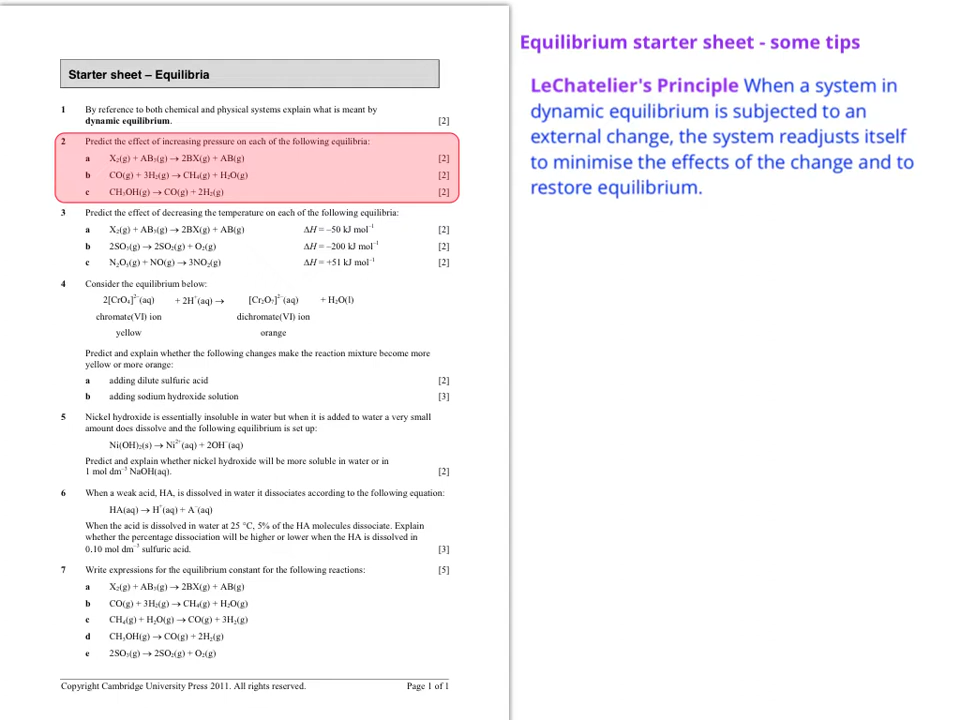 Starter sheet – Equilibria
1 By reference to both chemical and physical systems explain what is meant by
dynamic equilibrium. [2]
2 Predict the effect of increasing pressure on each of the following equilibria:
a X₂(g) + AB₃(g) → 2BX(g) + AB(g) [2]
b CO(g) + 3H₂(g) → CH₄(g) + H₂O(g) [2]
c CH₃OH(g) → CO(g) + 2H₂(g) [2]
3 Predict the effect of decreasing the temperature on each of the following equilibria:
a X₂(g) + AB₃(g) → 2BX(g) + AB(g) ΔH = –50 kJ mol⁻¹ [2]
b 2SO₃(g) → 2SO₂(g) + O₂(g) ΔH = –200 kJ mol⁻¹ [2]
c N₂O₅(g) + NO(g) → 3NO₂(g) ΔH = +51 kJ mol⁻¹ [2]
4 Consider the equilibrium below:
2[CrO₄]²⁻(aq) + 2H⁺(aq) → [Cr₂O₇]²⁻(aq) + H₂O(l)
chromate(VI) ion dichromate(VI) ion
yellow orange
Predict and explain whether the following changes make the reaction mixture become more
yellow or more orange:
a adding dilute sulfuric acid [2]
b adding sodium hydroxide solution [3]
5 Nickel hydroxide is essentially insoluble in water but when it is added to water a very small
amount does dissolve and the following equilibrium is set up:
Ni(OH)₂(s) → Ni²⁺(aq) + 2OH⁻(aq)
Predict and explain whether nickel hydroxide will be more soluble in water or in
1 mol dm⁻³ NaOH(aq). [2]
6 When a weak acid, HA, is dissolved in water it dissociates according to the following equation:
HA(aq) → H⁺(aq) + A⁻(aq)
When the acid is dissolved in water at 25 °C, 5% of the HA molecules dissociate. Explain
whether the percentage dissociation will be higher or lower when the HA is dissolved in
0.10 mol dm⁻³ sulfuric acid. [3]
7 Write expressions for the equilibrium constant for the following reactions: [5]
a X₂(g) + AB₃(g) → 2BX(g) + AB(g)
b CO(g) + 3H₂(g) → CH₄(g) + H₂O(g)
c CH₄(g) + H₂O(g) → CO(g) + 3H₂(g)
d CH₃OH(g) → CO(g) + 2H₂(g)
e 2SO₃(g) → 2SO₂(g) + O₂(g)
Copyright Cambridge University Press 2011. All rights reserved. Page 1 of 1
Equilibrium starter sheet - some tips
LeChatelier's Principle When a system in
dynamic equilibrium is subjected to an
external change, the system readjusts itself
to minimise the effects of the change and to
restore equilibrium.